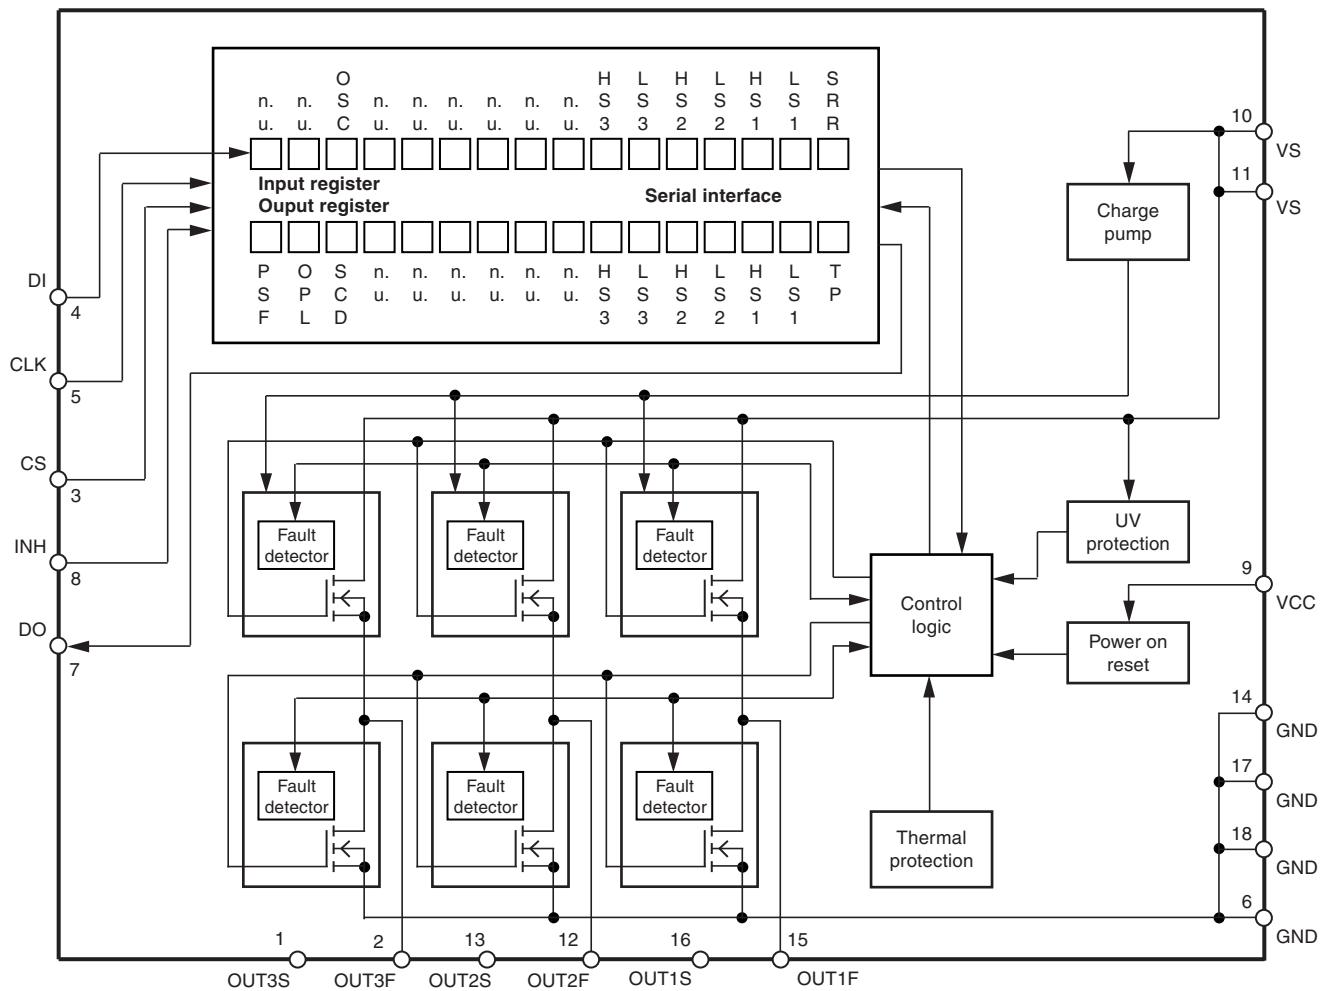 O
S
C
H
S
3
L
S
3
H
S
2
L
S
2
H
S
1
L
S
1
S
R
R
n.
u.
n.
u.
n.
u.
n.
u.
n.
u.
n.
u.
n.
u.
n.
u.
Input register
Ouput register
Serial interface
P
S
F
O
P
L
S
C
D
n.
u.
n.
u.
n.
u.
n.
u.
n.
u.
n.
u.
H
S
3
L
S
3
H
S
2
L
S
2
H
S
1
L
S
1
T
P
10
VS
11
VS
Charge
pump
DI
4
CLK
5
CS
3
INH
8
DO
7
Fault
detector
Fault
detector
Fault
detector
UV
protection
9
VCC
Control
logic
Power on
reset
14
GND
17
GND
18
GND
6
GND
Fault
detector
Fault
detector
Fault
detector
Thermal
protection
1
2
13
12
16
15
OUT3S
OUT3F
OUT2S
OUT2F
OUT1S
OUT1F